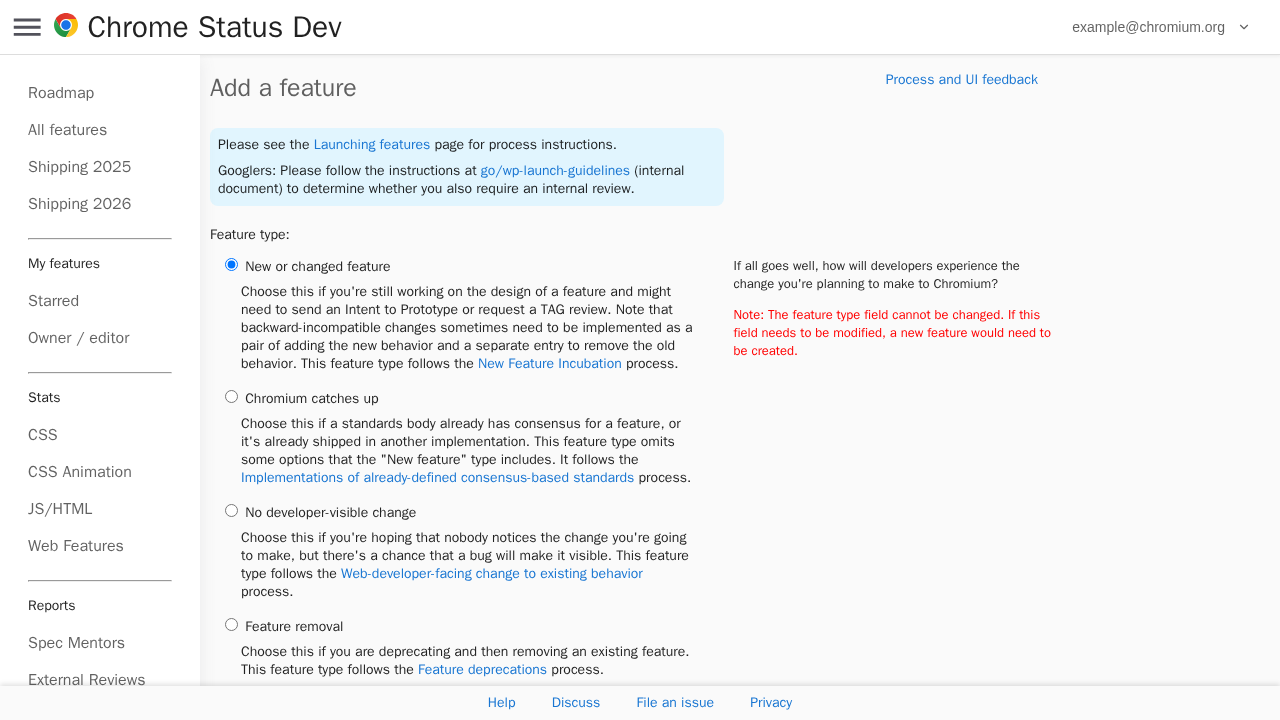 Chrome Status Dev
example@chromium.org
Roadmap
All features
Shipping 2025
Shipping 2026
My features
Starred
Owner / editor
Stats
CSS
CSS Animation
JS/HTML
Web Features
Reports
Spec Mentors
External Reviews
Add a feature
Process and UI feedback
Please see the Launching features page for process instructions.
Googlers: Please follow the instructions at go/wp-launch-guidelines (internal
document) to determine whether you also require an internal review.
Feature type:
New or changed feature
Choose this if you're still working on the design of a feature and might
need to send an Intent to Prototype or request a TAG review. Note that
backward-incompatible changes sometimes need to be implemented as a
pair of adding the new behavior and a separate entry to remove the old
behavior. This feature type follows the New Feature Incubation process.
Chromium catches up
Choose this if a standards body already has consensus for a feature, or
it's already shipped in another implementation. This feature type omits
some options that the "New feature" type includes. It follows the
Implementations of already-defined consensus-based standards process.
No developer-visible change
Choose this if you're hoping that nobody notices the change you're going
to make, but there's a chance that a bug will make it visible. This feature
type follows the Web-developer-facing change to existing behavior
process.
Feature removal
Choose this if you are deprecating and then removing an existing feature.
This feature type follows the Feature deprecations process.
If all goes well, how will developers experience the
change you're planning to make to Chromium?
Note: The feature type field cannot be changed. If this
field needs to be modified, a new feature would need to
be created.
Help
Discuss
File an issue
Privacy